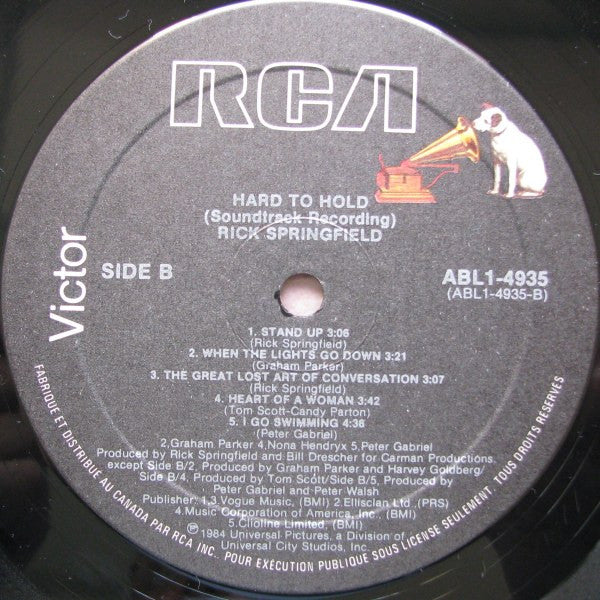 RCA
HARD TO HOLD
(Soundtrack Recording)
RICK SPRINGFIELD
Victor
SIDE B
ABL1-4935
(ABL1-4935-B)
1. STAND UP 3:06
(Rick Springfield)
2. WHEN THE LIGHTS GO DOWN 3:21
(Graham Parker)
3. THE GREAT LOST ART OF CONVERSATION 3:07
(Rick Springfield)
4. HEART OF A WOMAN 3:42
(Tom Scott-Candy Parton)
5. I GO SWIMMING 4:36
(Peter Gabriel)
2,Graham Parker 4,Nona Hendryx 5,Peter Gabriel
Produced by Rick Springfield and Bill Drescher for Carman Productions.
except Side B/2, Produced by Graham Parker and Harvey Goldberg/
Side B/4, Produced by Tom Scott/Side B/5, Produced by
Peter Gabriel and Peter Walsh
Publisher: 1,3.Vogue Music, (BMI) 2.Ellisclan Ltd.,(PRS)
4.Music Corporation of America, Inc., (BMI)
5.Clioline Limited, (BMI)
℗1984 Universal Pictures, a Division of
Universal City Studios, Inc.
FABRIQUE ET DISTRIBUE AU CANADA PAR RCA INC., POUR EXÉCUTION PUBLIQUE SOUS LICENSE SEULEMENT, TOUS DROITS RESERVES